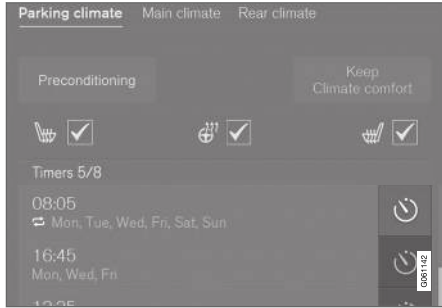 Parking climate Main climate Rear climate
Preconditioning
Keep
Climate comfort
Timers 5/8
08:05
Mon, Tue, Wed, Fri, Sat, Sun
16:45
Mon, Wed, Fri
G061142